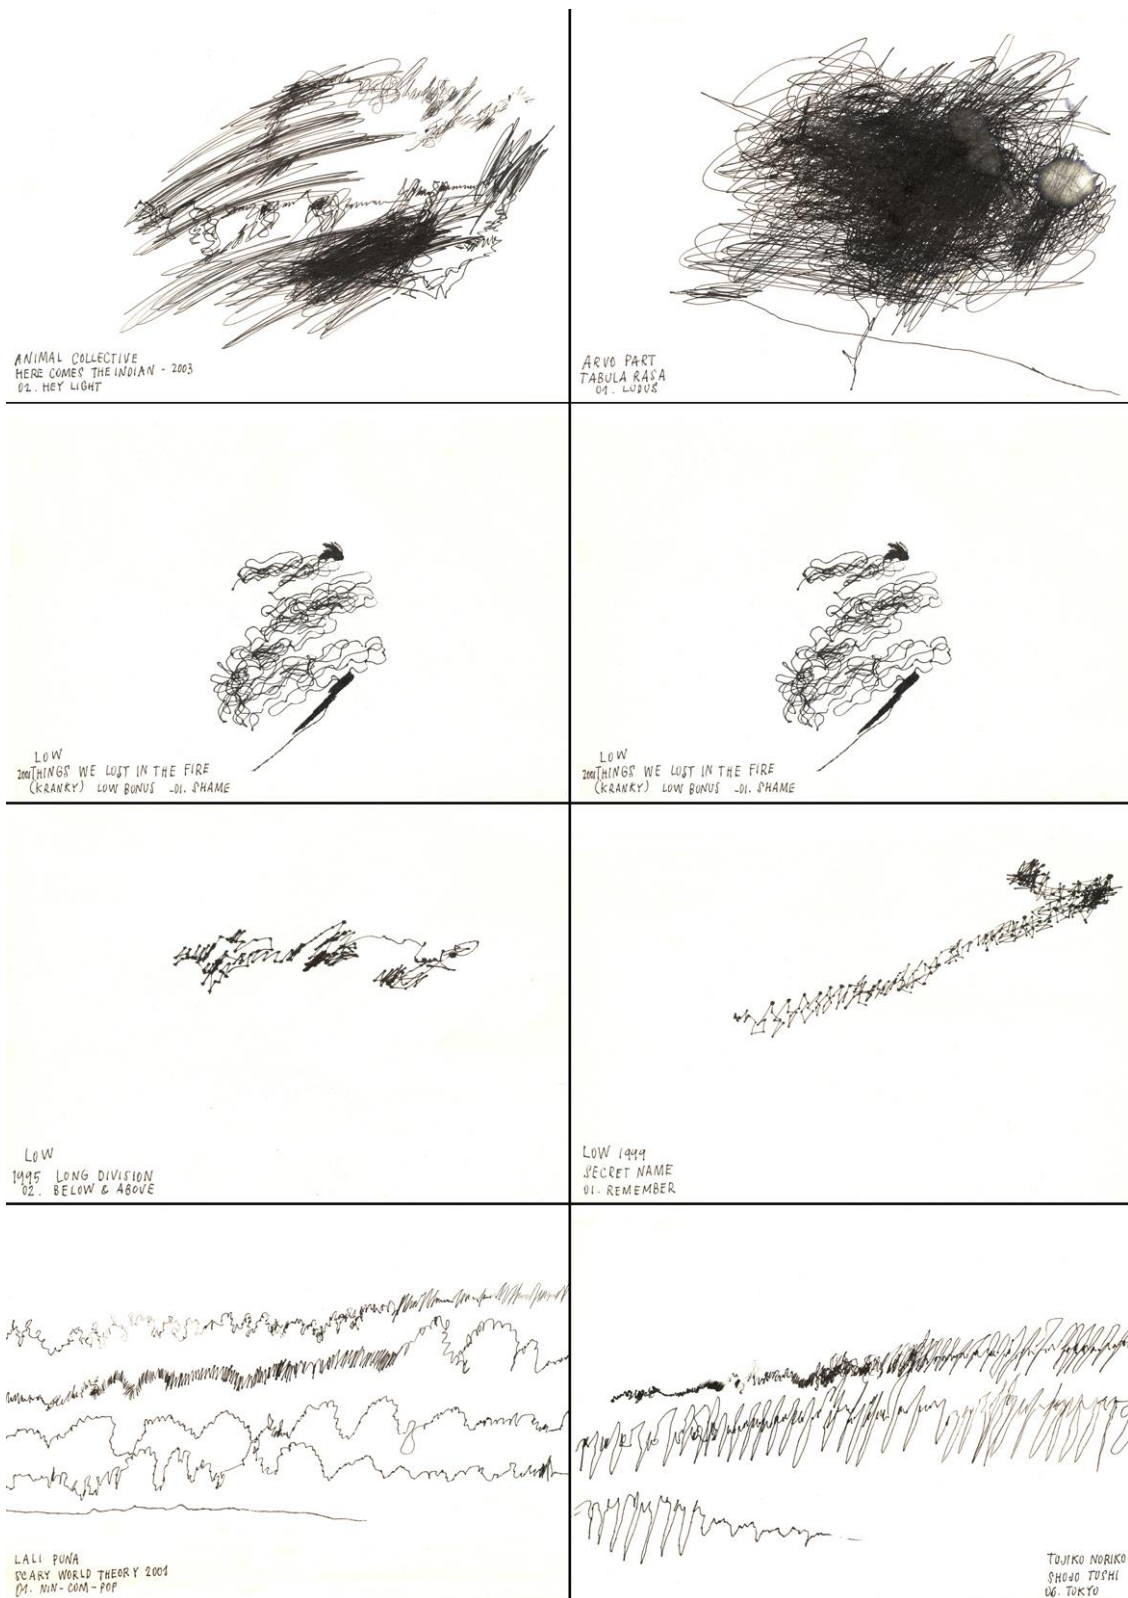 ANIMAL COLLECTIVE
HERE COMES THE INDIAN - 2003
02. HEY LIGHT
ARVO PART
TABULA RASA
01. LUDUS
LOW
2001 THINGS WE LOST IN THE FIRE
(KRANKY) LOW BONUS -01. SHAME
LOW
2001 THINGS WE LOST IN THE FIRE
(KRANKY) LOW BONUS -01. SHAME
LOW
1995 LONG DIVISION
02. BELOW & ABOVE
LOW 1999
SECRET NAME
01. REMEMBER
LALI PUNA
SCARY WORLD THEORY 2001
01. NIN-COM-POP
TUJIKO NORIKO
SHOJO TOSHI
06. TOKYO